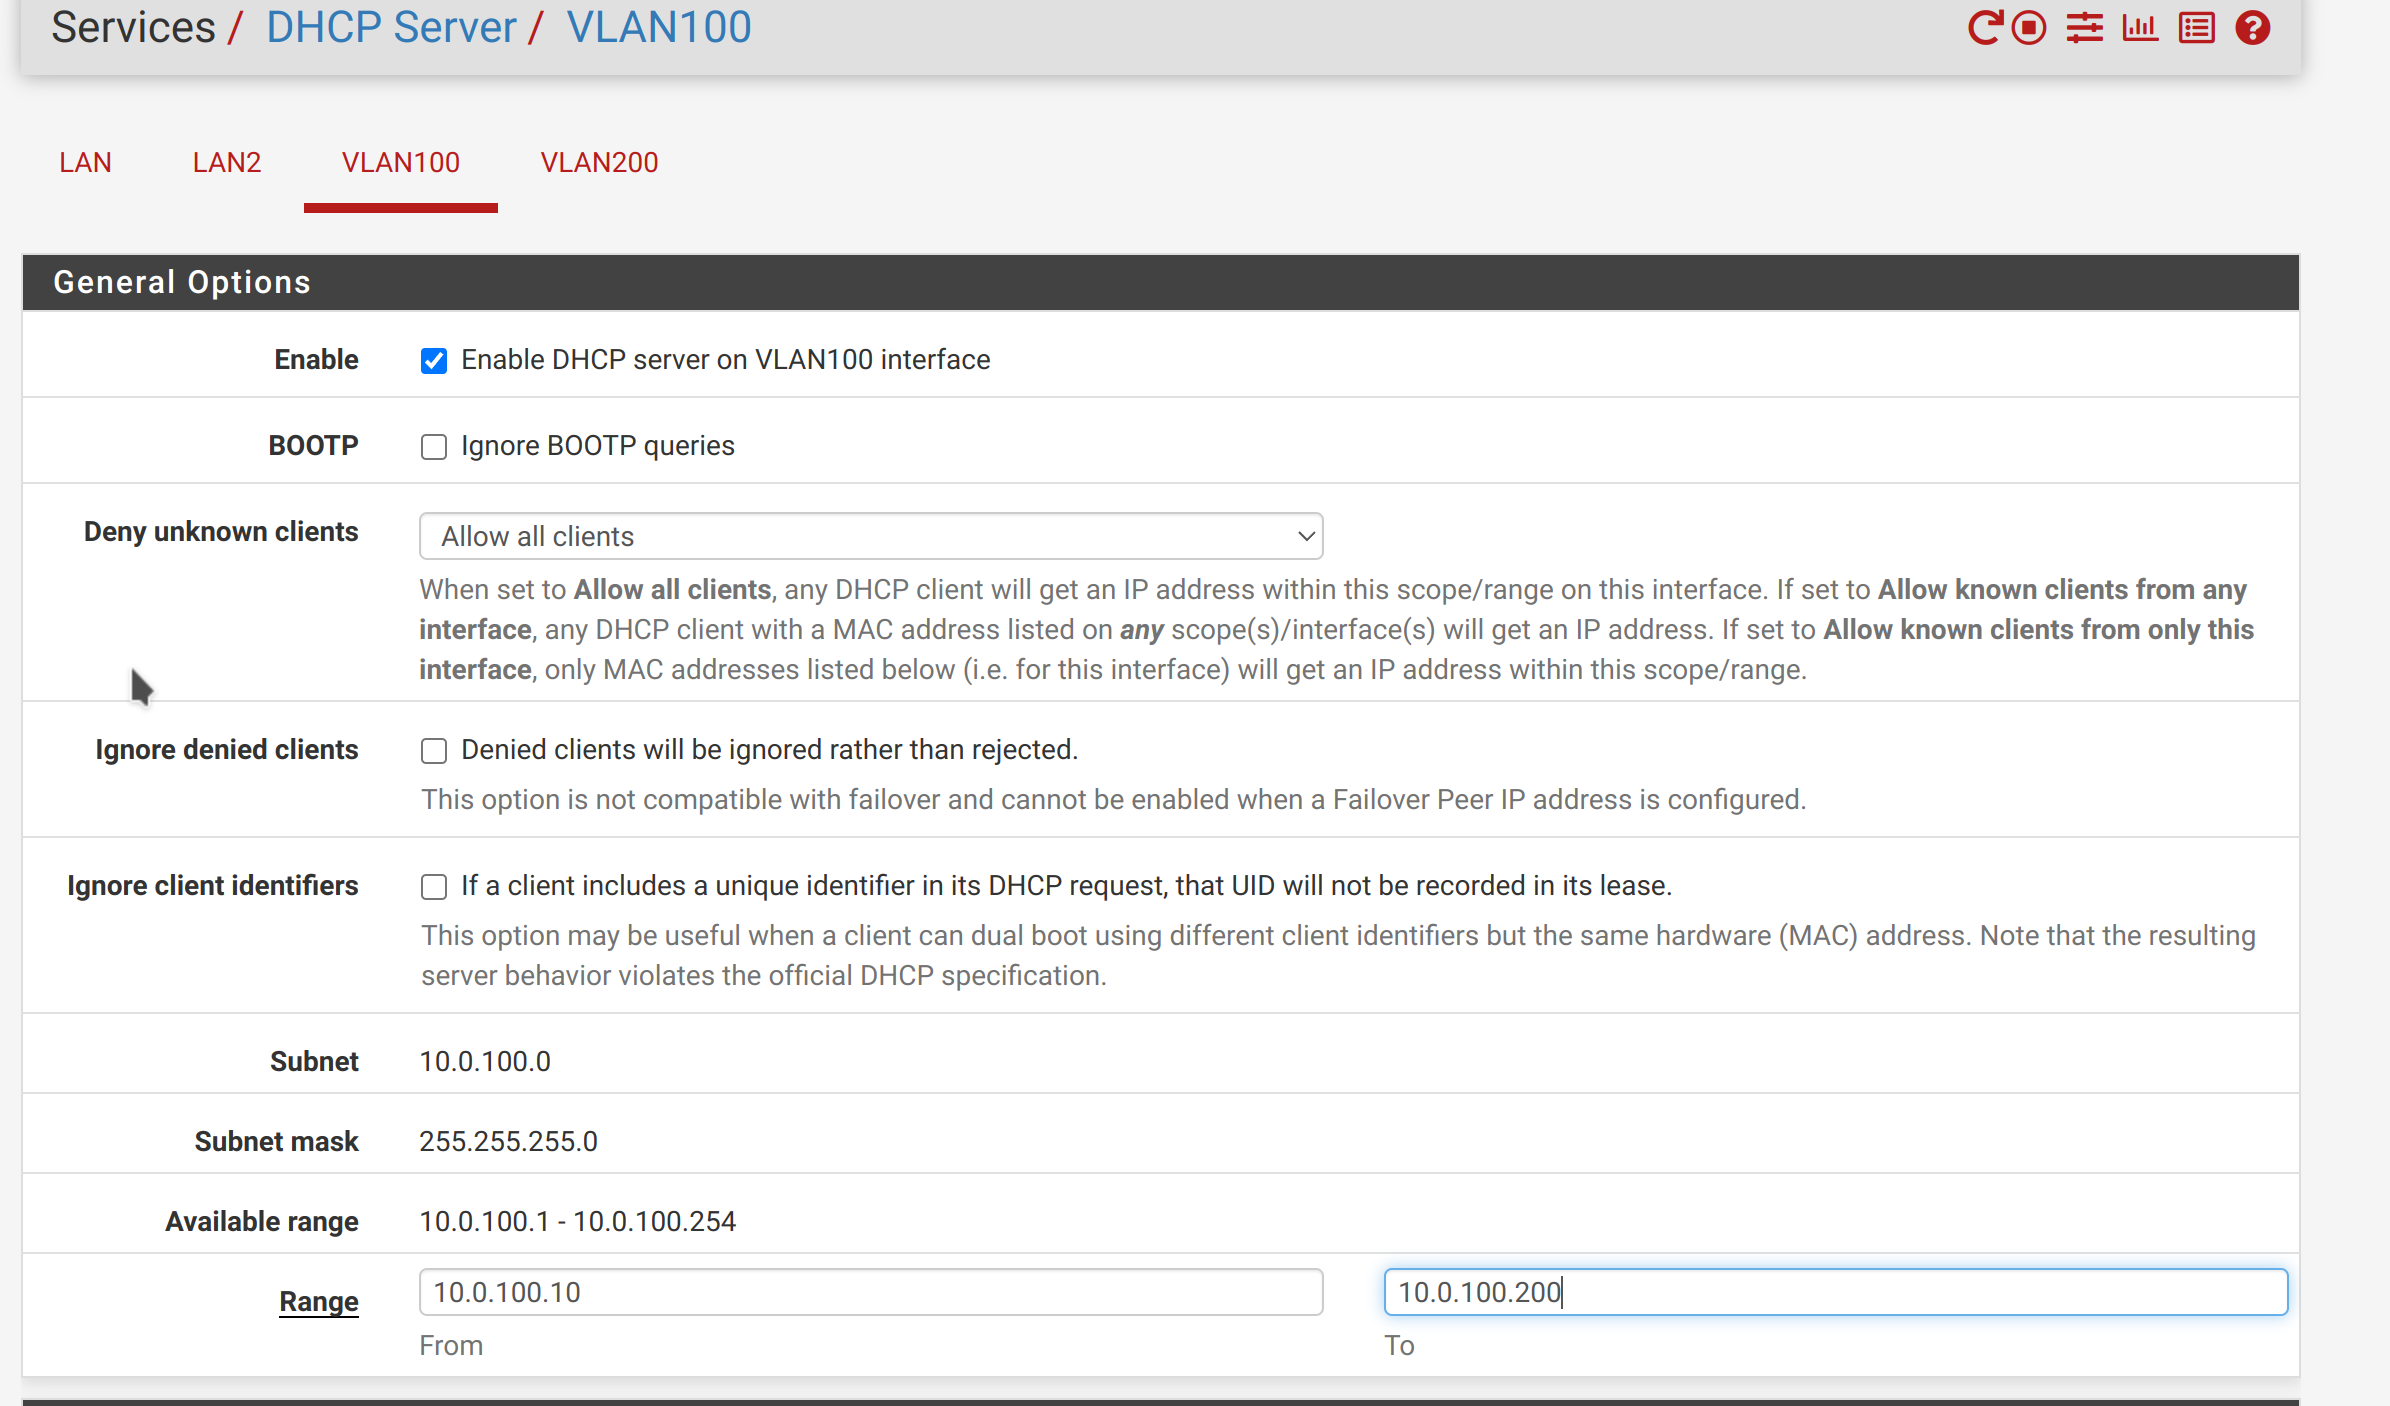 Services / DHCP Server / VLAN100
LAN LAN2 VLAN100 VLAN200
General Options
Enable Enable DHCP server on VLAN100 interface
BOOTP Ignore BOOTP queries
Deny unknown clients Allow all clients
When set to Allow all clients, any DHCP client will get an IP address within this scope/range on this interface. If set to Allow known clients from any
interface, any DHCP client with a MAC address listed on any scope(s)/interface(s) will get an IP address. If set to Allow known clients from only this
interface, only MAC addresses listed below (i.e. for this interface) will get an IP address within this scope/range.
Ignore denied clients Denied clients will be ignored rather than rejected.
This option is not compatible with failover and cannot be enabled when a Failover Peer IP address is configured.
Ignore client identifiers If a client includes a unique identifier in its DHCP request, that UID will not be recorded in its lease.
This option may be useful when a client can dual boot using different client identifiers but the same hardware (MAC) address. Note that the resulting
server behavior violates the official DHCP specification.
Subnet 10.0.100.0
Subnet mask 255.255.255.0
Available range 10.0.100.1 - 10.0.100.254
Range 10.0.100.10 10.0.100.200
From To